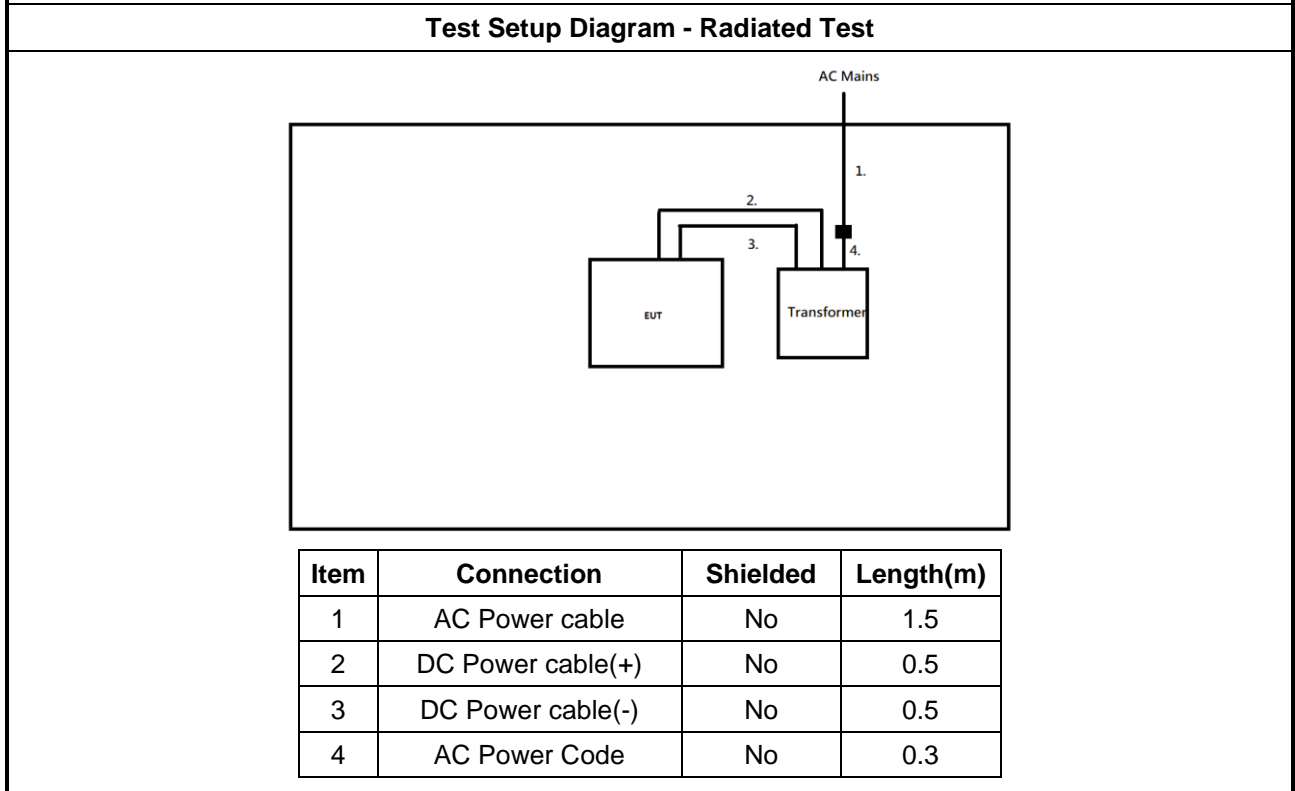 Test Setup Diagram - Radiated Test
AC Mains
1.
2.
3.
4.
EUT
Transformer
Item Connection Shielded Length(m)
1 AC Power cable No 1.5
2 DC Power cable(+) No 0.5
3 DC Power cable(-) No 0.5
4 AC Power Code No 0.3